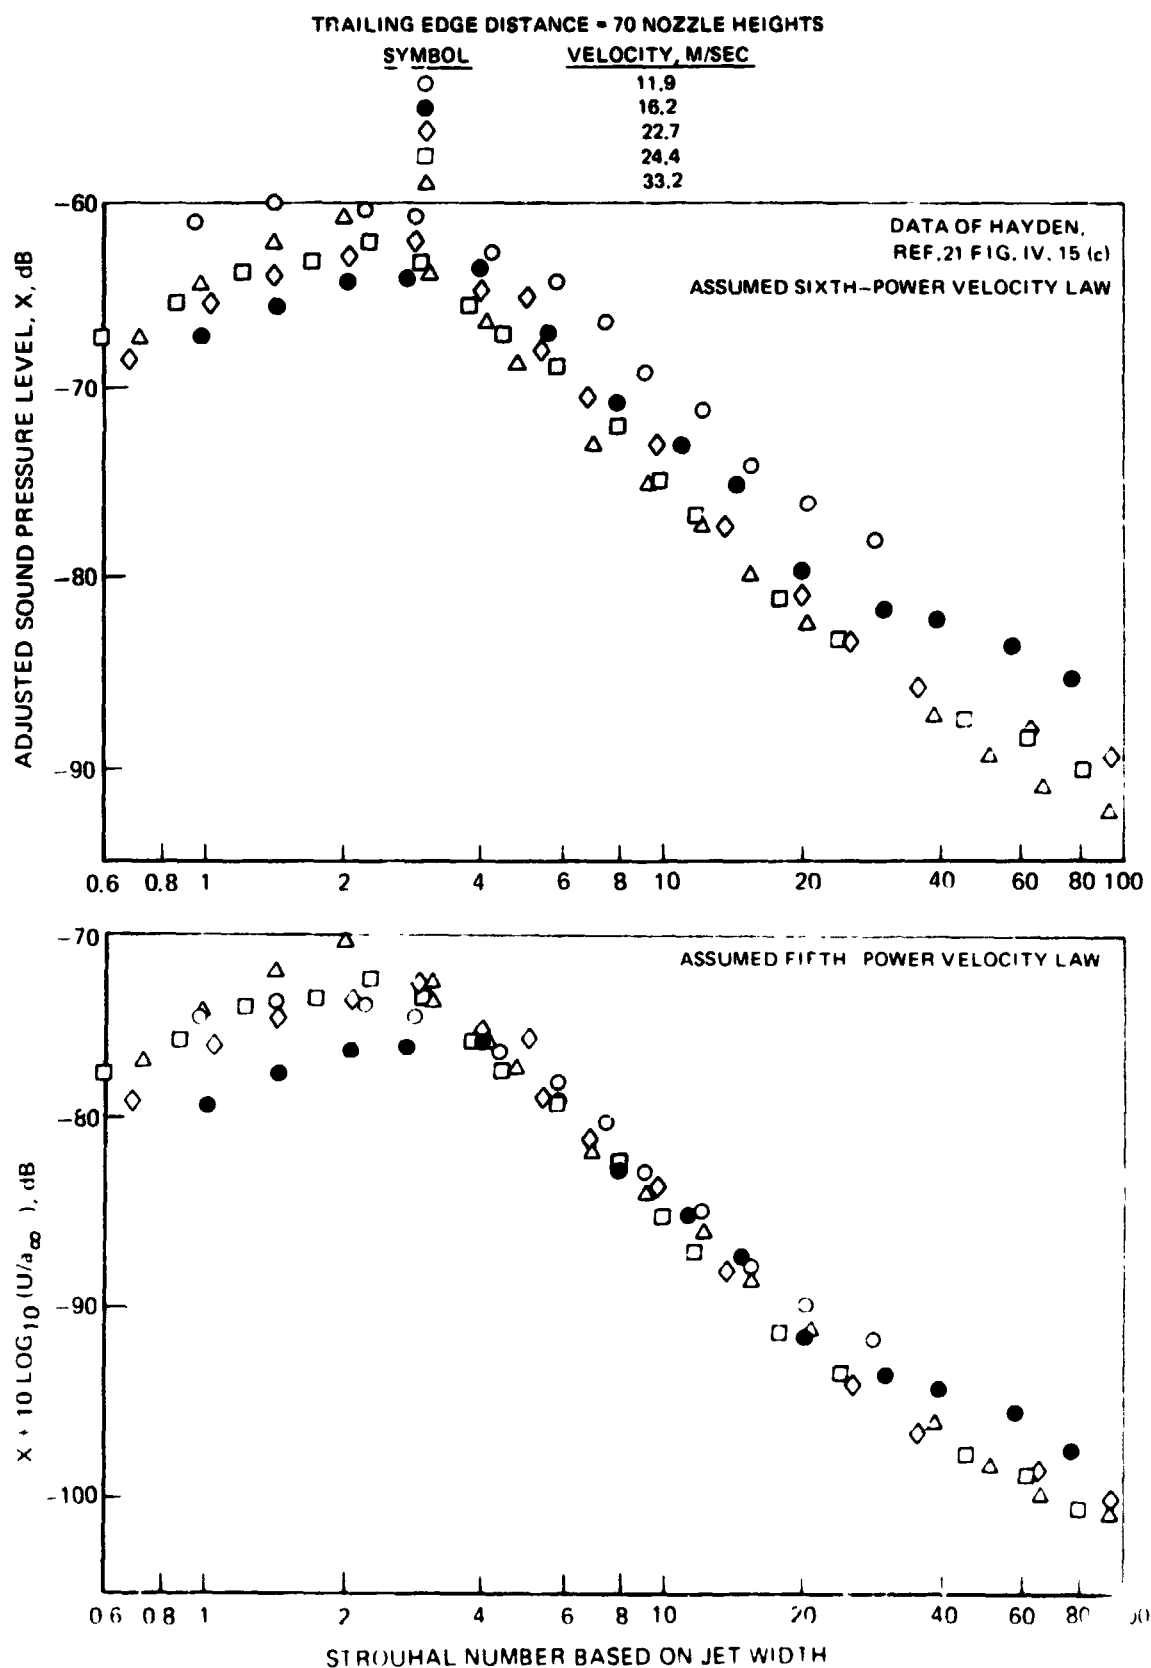 TRAILING EDGE DISTANCE = 70 NOZZLE HEIGHTS
SYMBOL VELOCITY, M/SEC
11.9
16.2
22.7
24.4
33.2
DATA OF HAYDEN,
REF.21 FIG. IV. 15 (c)
ASSUMED SIXTH-POWER VELOCITY LAW
ADJUSTED SOUND PRESSURE LEVEL, X, dB
-60
-70
-80
-90
0.6 0.8 1 2 4 6 8 10 20 40 60 80 100
ASSUMED FIFTH POWER VELOCITY LAW
X + 10 LOG10 (U/a∞ ), dB
-70
-80
-90
-100
0 6 0 8 1 2 4 6 8 10 20 40 60
STROUHAL NUMBER BASED ON JET WIDTH